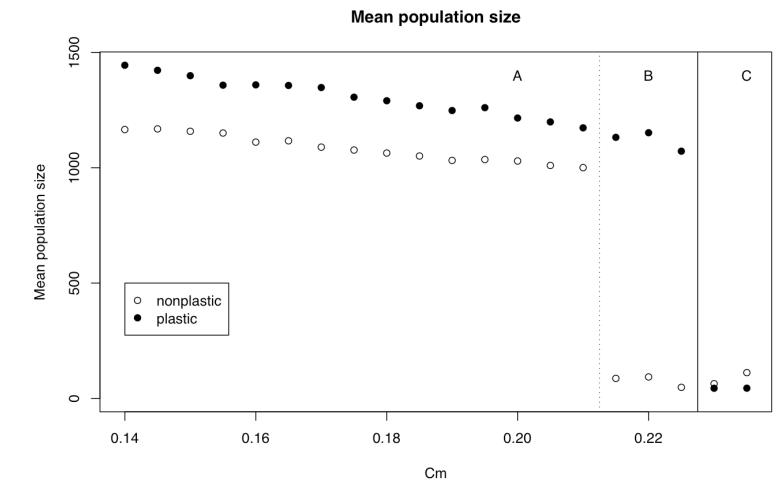 Mean population size
A
B
C
Mean population size
1500
1000
500
0
nonplastic
plastic
0.14
0.16
0.18
0.20
0.22
Cm